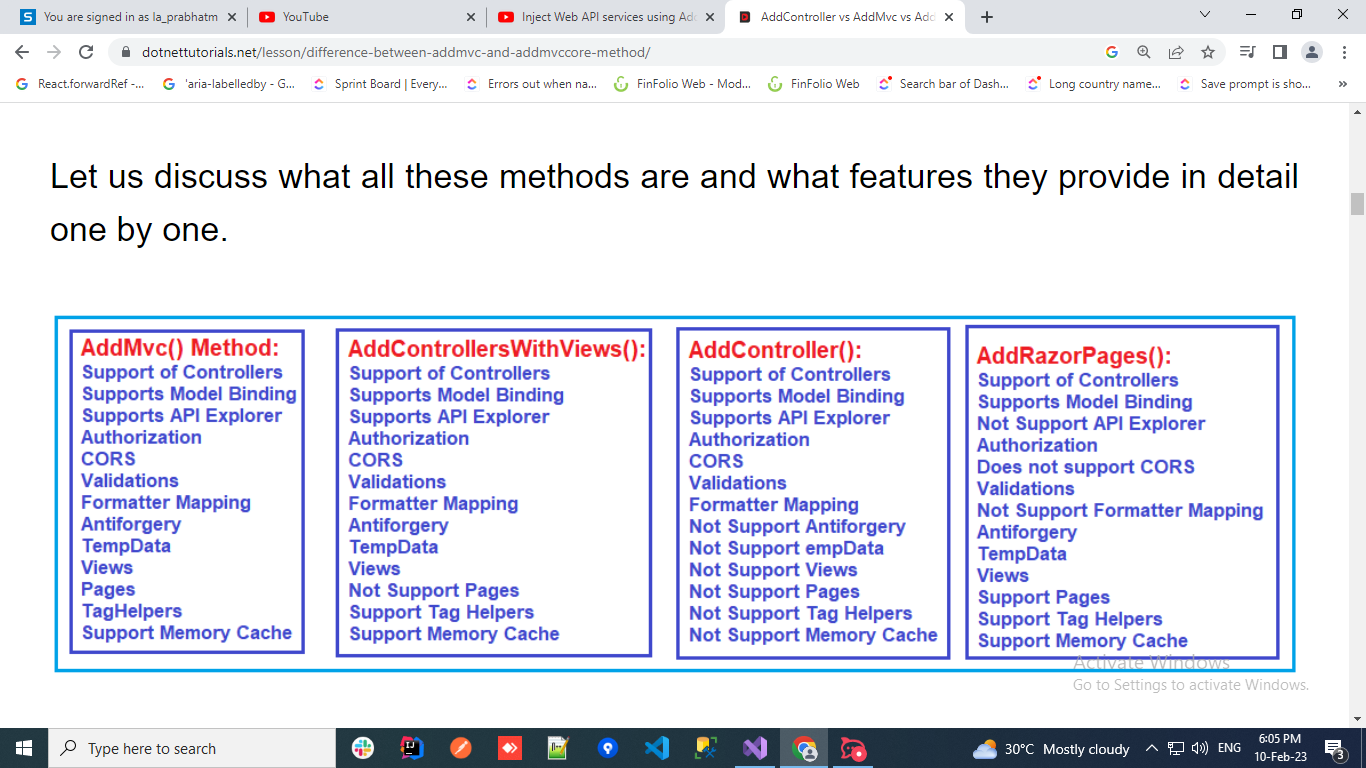 You are signed in as la_prabhatm
YouTube
Inject Web API services using Ad
AddController vs AddMvc vs Add
dotnettutorials.net/lesson/difference-between-addmvc-and-addmvccore-method/
React.forwardRef -...
'aria-labelledby - G...
Sprint Board | Every...
Errors out when na...
FinFolio Web - Mod...
FinFolio Web
Search bar of Dash...
Long country name...
Save prompt is sho...
Let us discuss what all these methods are and what features they provide in detail
one by one.
AddMvc() Method:
Support of Controllers
Supports Model Binding
Supports API Explorer
Authorization
CORS
Validations
Formatter Mapping
Antiforgery
TempData
Views
Pages
TagHelpers
Support Memory Cache
AddControllersWithViews():
Support of Controllers
Supports Model Binding
Supports API Explorer
Authorization
CORS
Validations
Formatter Mapping
Antiforgery
TempData
Views
Not Support Pages
Support Tag Helpers
Support Memory Cache
AddController():
Support of Controllers
Supports Model Binding
Supports API Explorer
Authorization
CORS
Validations
Formatter Mapping
Not Support Antiforgery
Not Support empData
Not Support Views
Not Support Pages
Not Support Tag Helpers
Not Support Memory Cache
AddRazorPages():
Support of Controllers
Supports Model Binding
Not Support API Explorer
Authorization
Does not support CORS
Validations
Not Support Formatter Mapping
Antiforgery
TempData
Views
Support Pages
Support Tag Helpers
Support Memory Cache
Activate Windows
Go to Settings to activate Windows.
Type here to search
30°C Mostly cloudy
ENG
6:05 PM
10-Feb-23
3